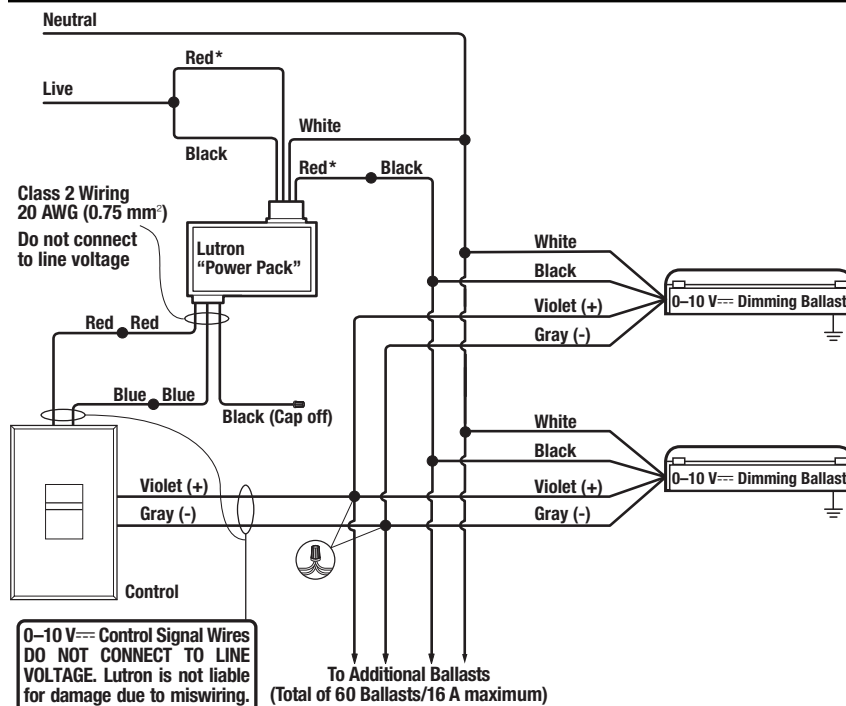 Neutral
Red*
Live
White
Black
Red*
Black
Class 2 Wiring
20 AWG (0.75 mm²)
Do not connect
to line voltage
Lutron
“Power Pack”
White
Black
Violet (+)
Gray (-)
0–10 V⎓ Dimming Ballast
Red
Red
Blue
Blue
Black (Cap off)
White
Black
Violet (+)
Gray (-)
0–10 V⎓ Dimming Ballast
Violet (+)
Gray (-)
Control
0–10 V⎓ Control Signal Wires
DO NOT CONNECT TO LINE
VOLTAGE. Lutron is not liable
for damage due to miswiring.
To Additional Ballasts
(Total of 60 Ballasts/16 A maximum)